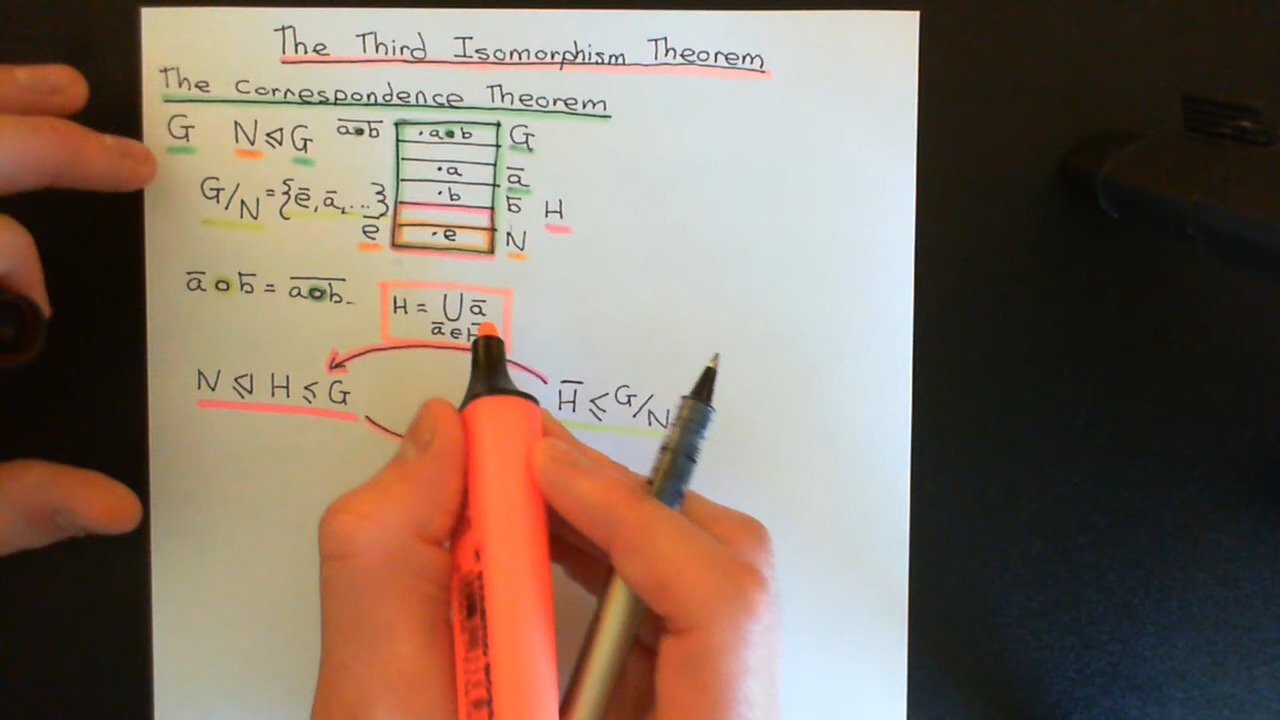 The Third Isomorphism Theorem
The Correspondence Theorem
G N ⊲ G a∘b̅ ·a∘b G
·a a̅
G/N = {e̅, a̅, ...} ·b b̅ H
e̅ ·e N
a̅ ∘ b̅ = a∘b̅.
H = ⋃ a̅
a̅ ∈ H̅
N ⊲ H ≤ G H̅ ≤ G/N